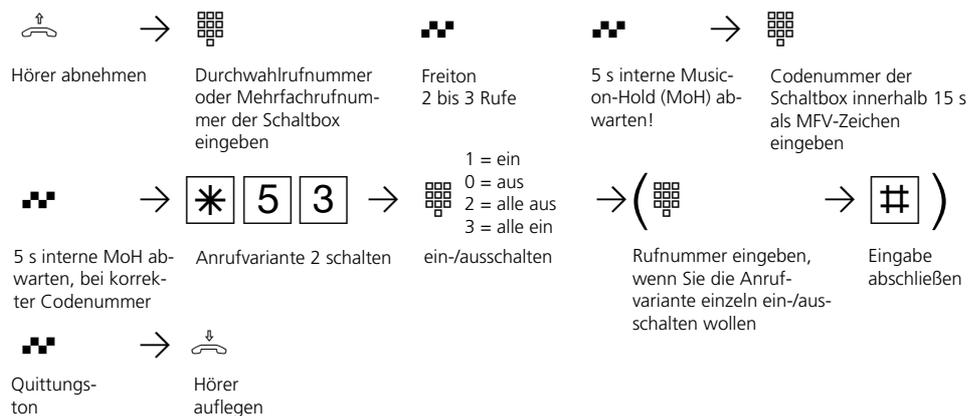 Hörer abnehmen
Durchwahlrufnummer
oder Mehrfachrufnum-
mer der Schaltbox
eingeben
Freiton
2 bis 3 Rufe
5 s interne Music-
on-Hold (MoH) ab-
warten!
Codenummer der
Schaltbox innerhalb 15 s
als MFV-Zeichen
eingeben
* 5 3
1 = ein
0 = aus
2 = alle aus
3 = alle ein
( # )
5 s interne MoH ab-
warten, bei korrek-
ter Codenummer
Anrufvariante 2 schalten
ein-/ausschalten
Rufnummer eingeben,
wenn Sie die Anruf-
variante einzeln ein-/aus-
schalten wollen
Eingabe
abschließen
Quittungs-
ton
Hörer
auflegen